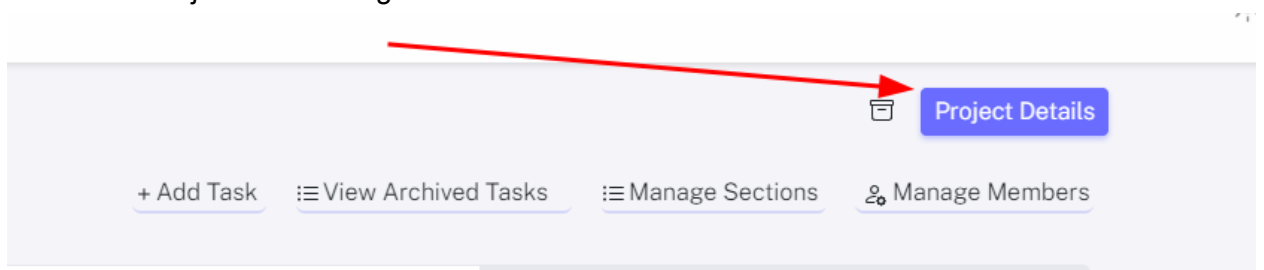 Project Details
+ Add Task View Archived Tasks Manage Sections Manage Members